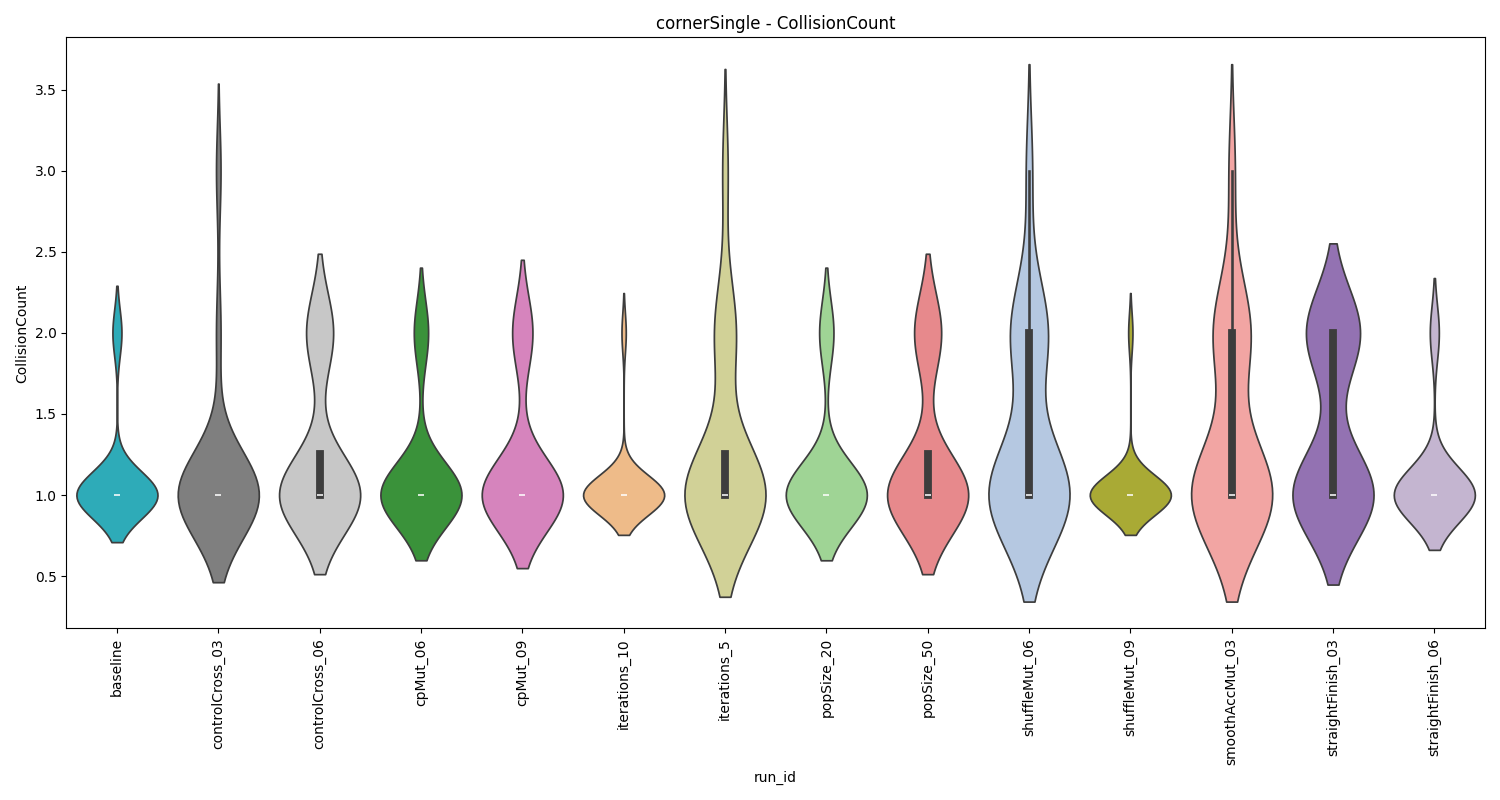 cornerSingle - CollisionCount
CollisionCount
3.5
3.0
2.5
2.0
1.5
1.0
0.5
baseline
controlCross_03
controlCross_06
cpMut_06
cpMut_09
iterations_10
iterations_5
popSize_20
popSize_50
shuffleMut_06
shuffleMut_09
smoothAccMut_03
straightFinish_03
straightFinish_06
run_id